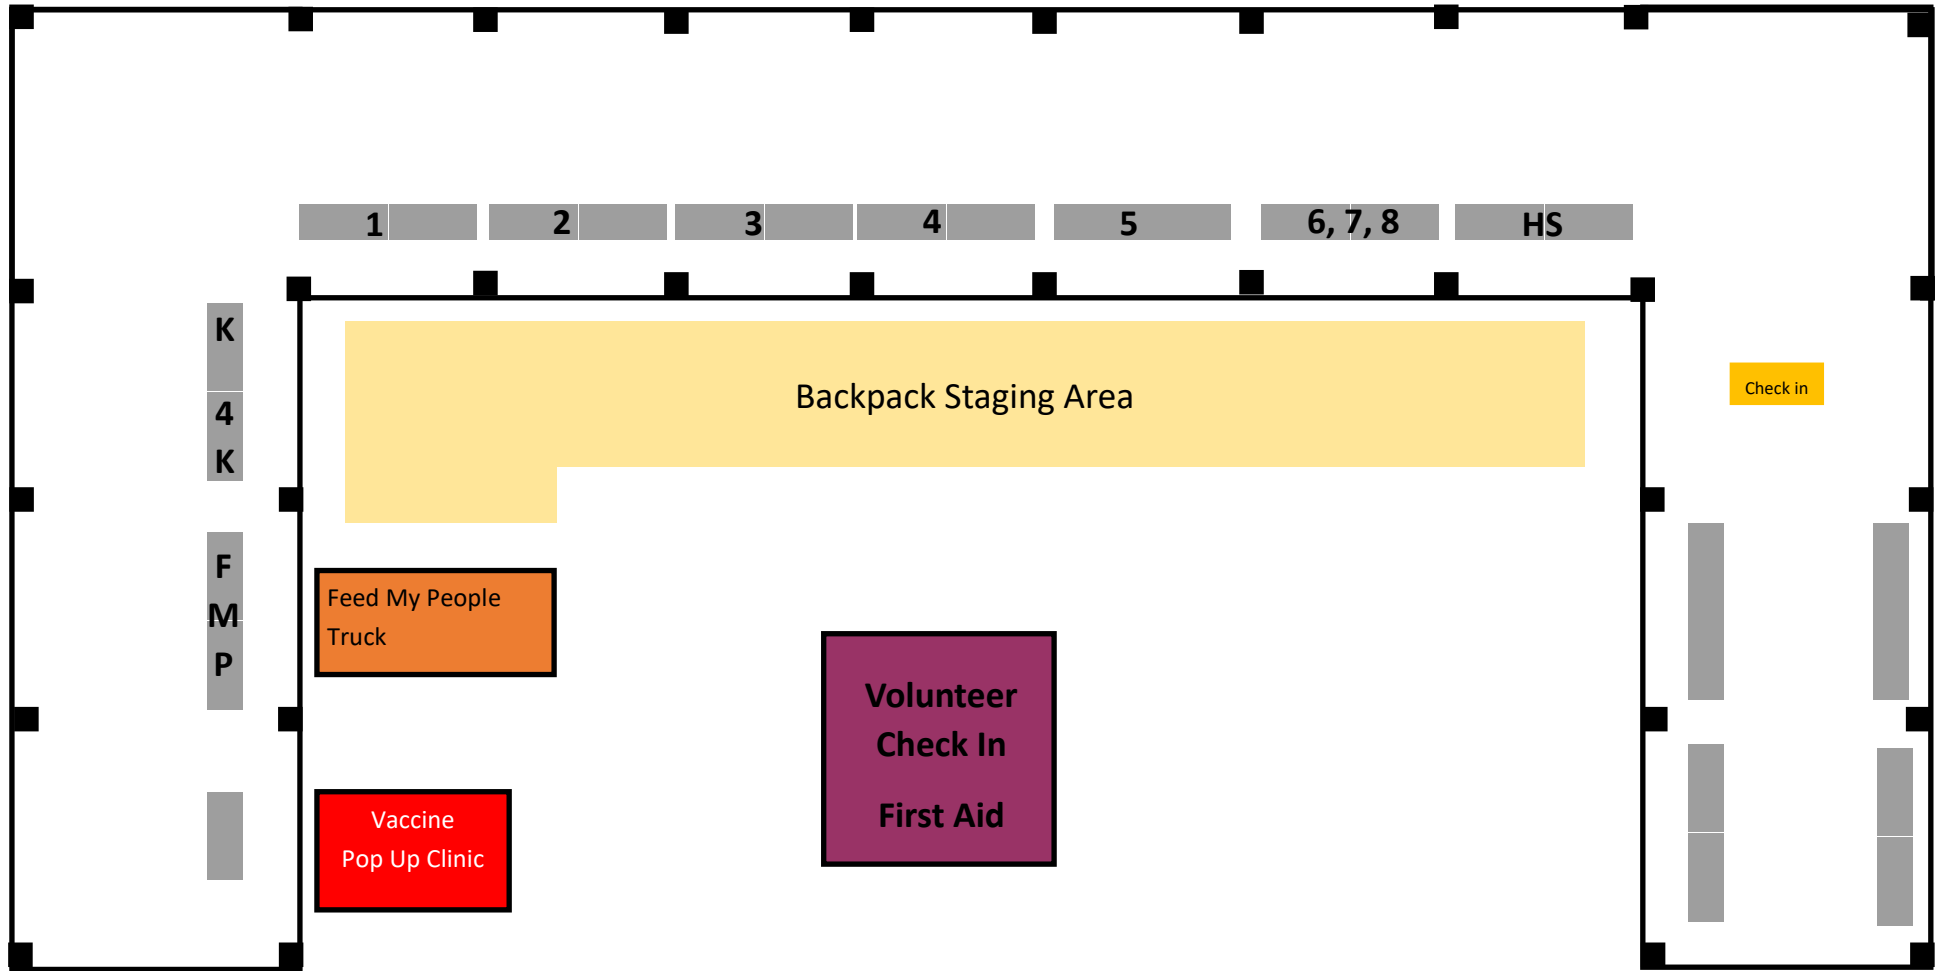 1
2
3
4
5
6, 7, 8
HS
K
4
K
Backpack Staging Area
Check in
F
M
P
Feed My People
Truck
Volunteer
Check In
First Aid
Vaccine
Pop Up Clinic